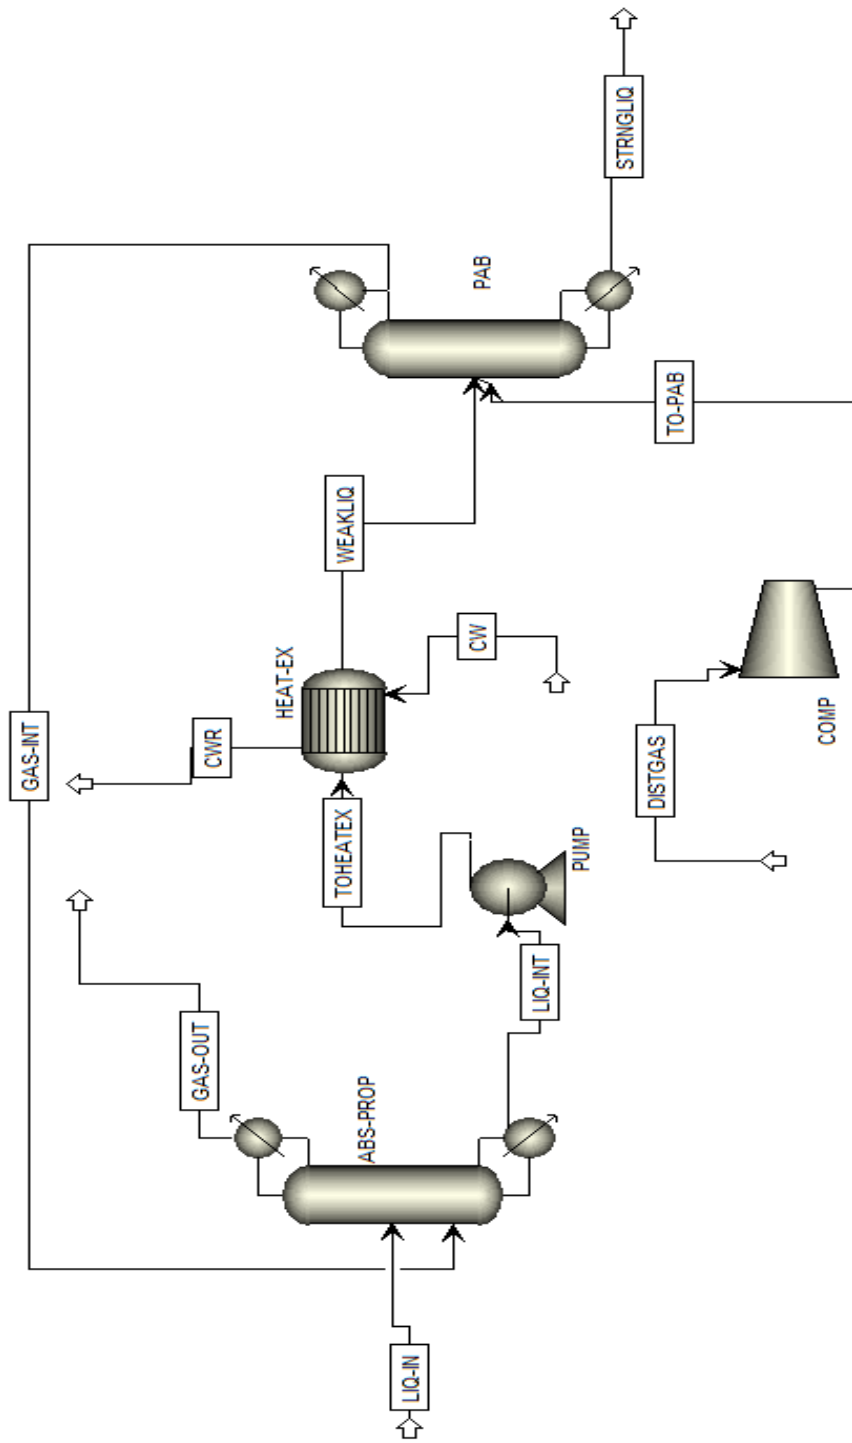 GAS-INT
GAS-OUT
CWR
HEAT-EX
WEAKLIQ
STRNGLIQ
PAB
TOHEATEX
CW
ABS-PROP
LIQ-IN
LIQ-INT
PUMP
DISTGAS
COMP
TO-PAB